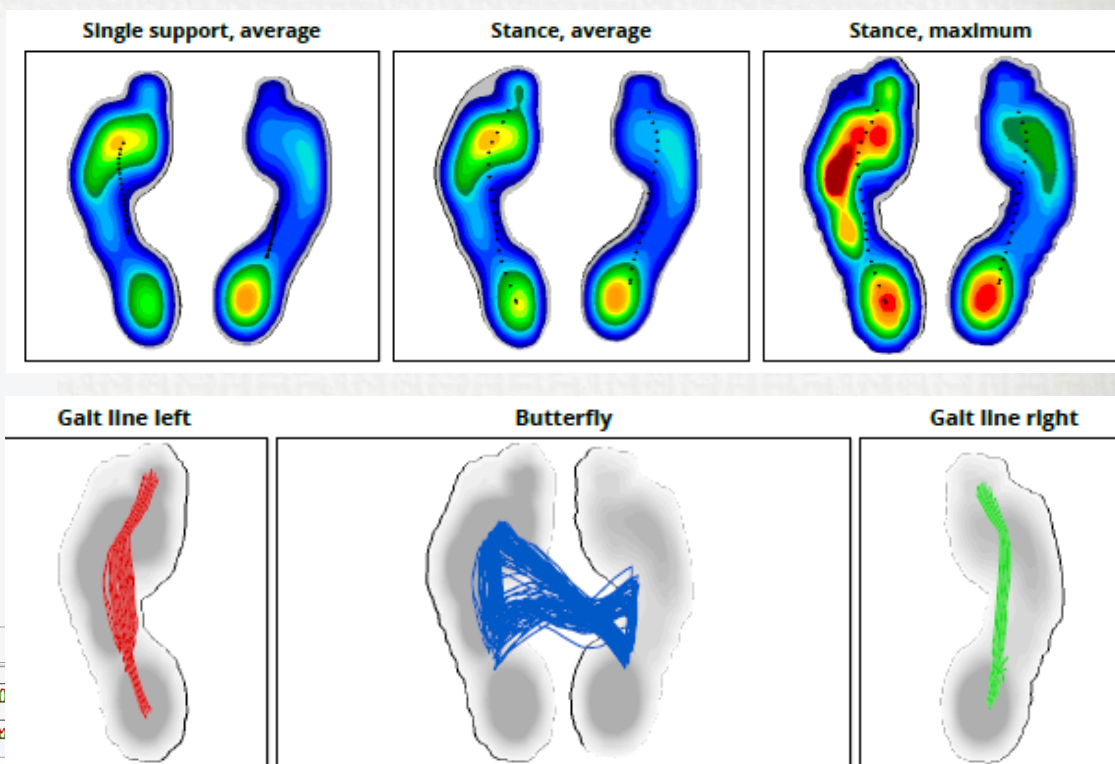 Single support, average
Stance, average
Stance, maximum
Gait line left
Butterfly
Gait line right